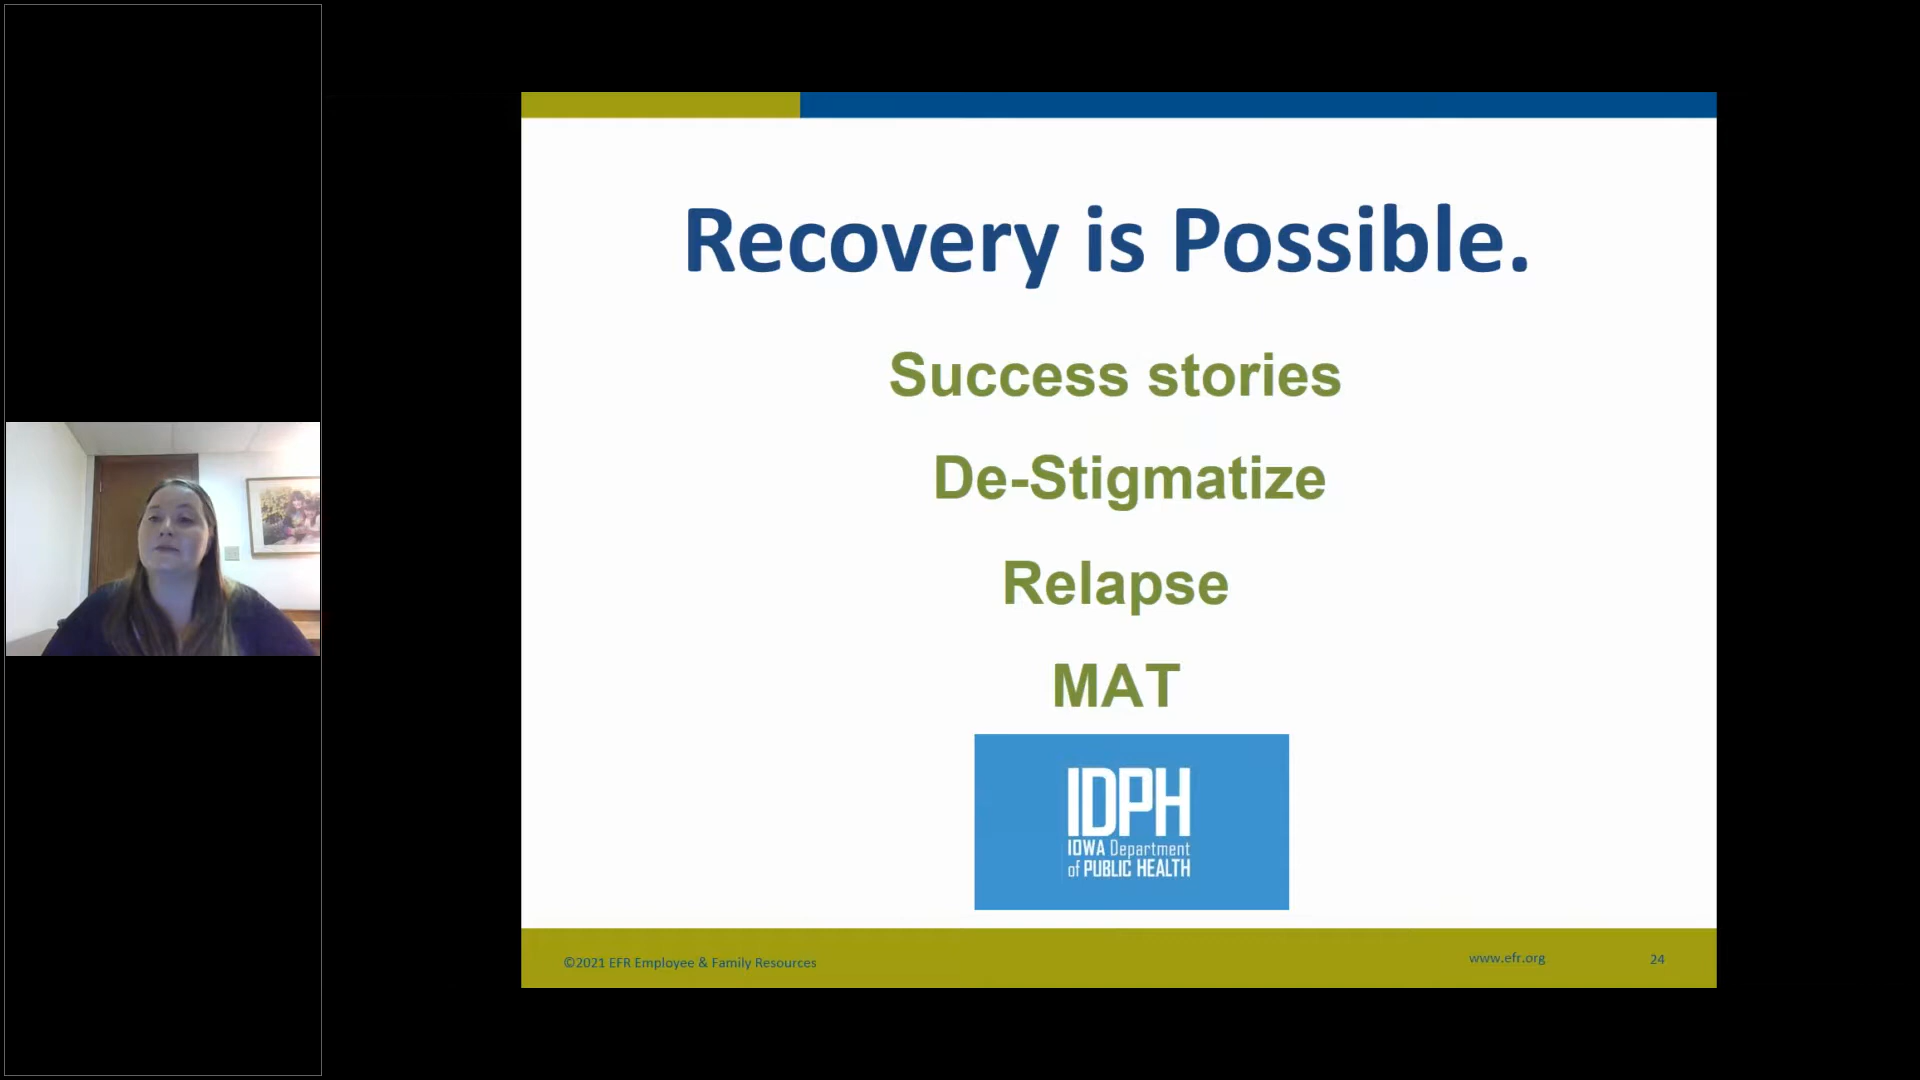 Recovery is Possible.
Success stories
De-Stigmatize
Relapse
MAT
IDPH
IOWA Department
of PUBLIC HEALTH
©2021 EFR Employee & Family Resources
www.efr.org
24